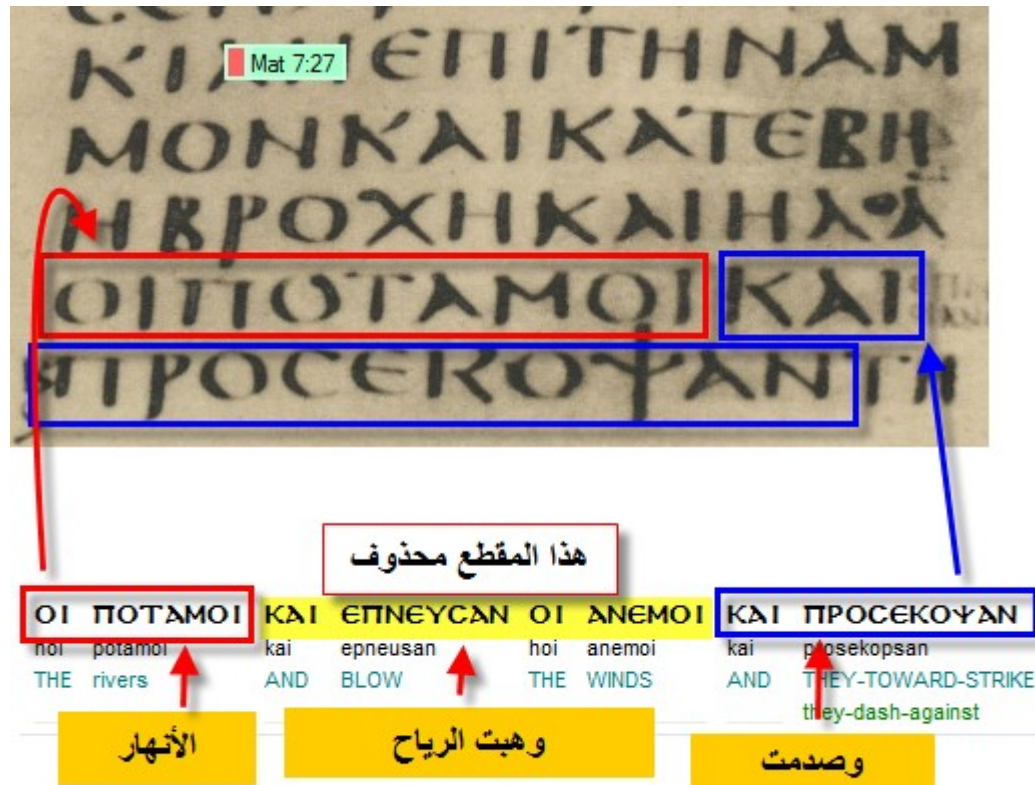 ΚΙΑΝΕΠΙΤΗΝΑΜ
Mat 7:27
ΜΟΝΚΑΙΚΑΤΕΒΗ
ΗΒΡΟΧΗΚΑΙΗΛΘΑ
ΟΙΠΟΤΑΜΟΙΚΑΙ
ΠΡΟCΕΚΟΨΑΝΤΗ
هذا المقطع محذوف
ΟΙ ΠΟΤΑΜΟΙ ΚΑΙ ΕΠΝΕΥCΑΝ ΟΙ ΑΝΕΜΟΙ ΚΑΙ ΠΡΟCΕΚΟΨΑΝ
hoi potamoi kai epneusan hoi anemoi kai prosekopsan
THE rivers AND BLOW THE WINDS AND THEY-TOWARD-STRIKE
they-dash-against
الأنهار
وهبت الرياح
وصدمت